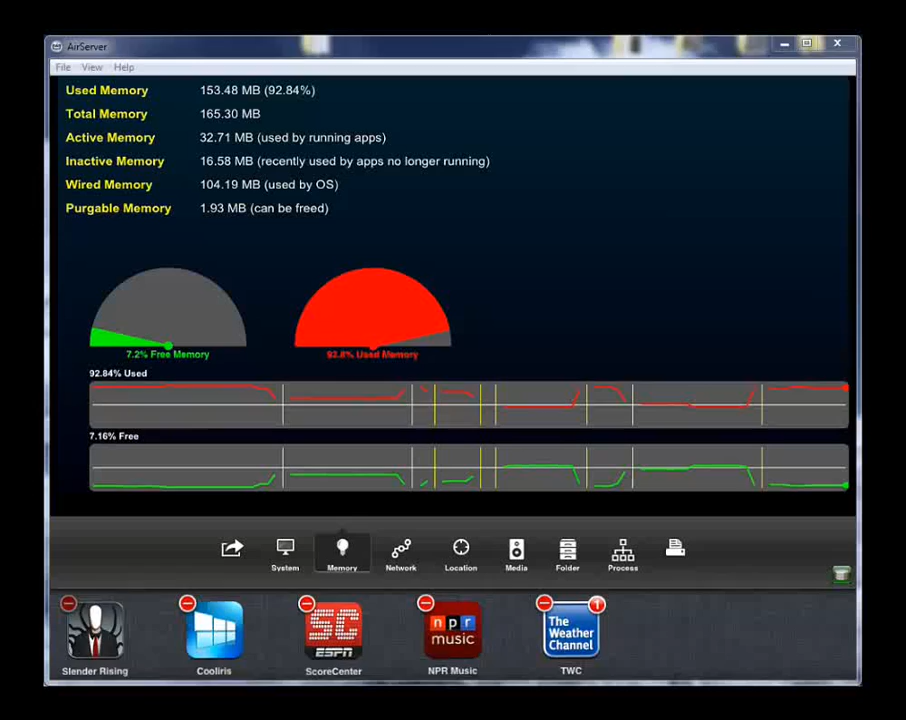 AirServer
File View Help
Used Memory 153.48 MB (92.84%)
Total Memory 165.30 MB
Active Memory 32.71 MB (used by running apps)
Inactive Memory 16.58 MB (recently used by apps no longer running)
Wired Memory 104.19 MB (used by OS)
Purgable Memory 1.93 MB (can be freed)
7.2% Free Memory 92.8% Used Memory
92.84% Used
7.16% Free
System Memory Network Location Media Folder Process
SC
ESPN
npr
music
The
Weather
Channel
1
Slender Rising Cooliris ScoreCenter NPR Music TWC